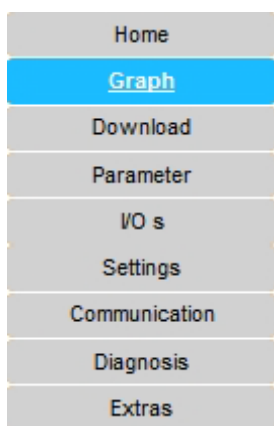 Home
Graph
Download
Parameter
I/O s
Settings
Communication
Diagnosis
Extras